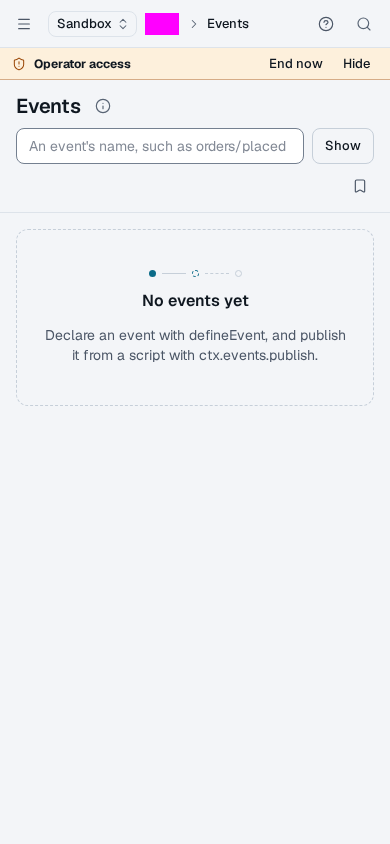 Sandbox
Events
Operator access
End now
Hide
Events
An event's name, such as orders/placed
Show
No events yet
Declare an event with defineEvent, and publish
it from a script with ctx.events.publish.